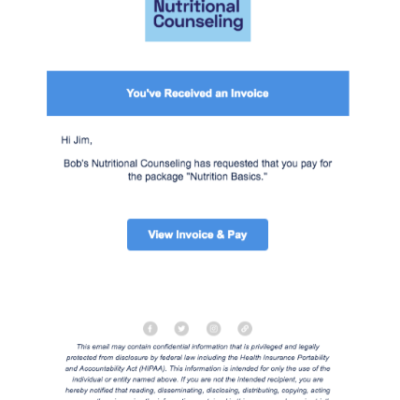 Nutritional
Counseling
You've Received an Invoice
Hi Jim,
Bob's Nutritional Counseling has requested that you pay for
the package "Nutrition Basics."
View Invoice & Pay
This email may contain confidential information that is privileged and legally
protected from disclosure by federal law including the Health Insurance Portability
and Accountability Act (HIPAA). This information is intended for only the use of the
individual or entity named above. If you are not the intended recipient, you are
hereby notified that reading, disseminating, disclosing, distributing, copying, acting